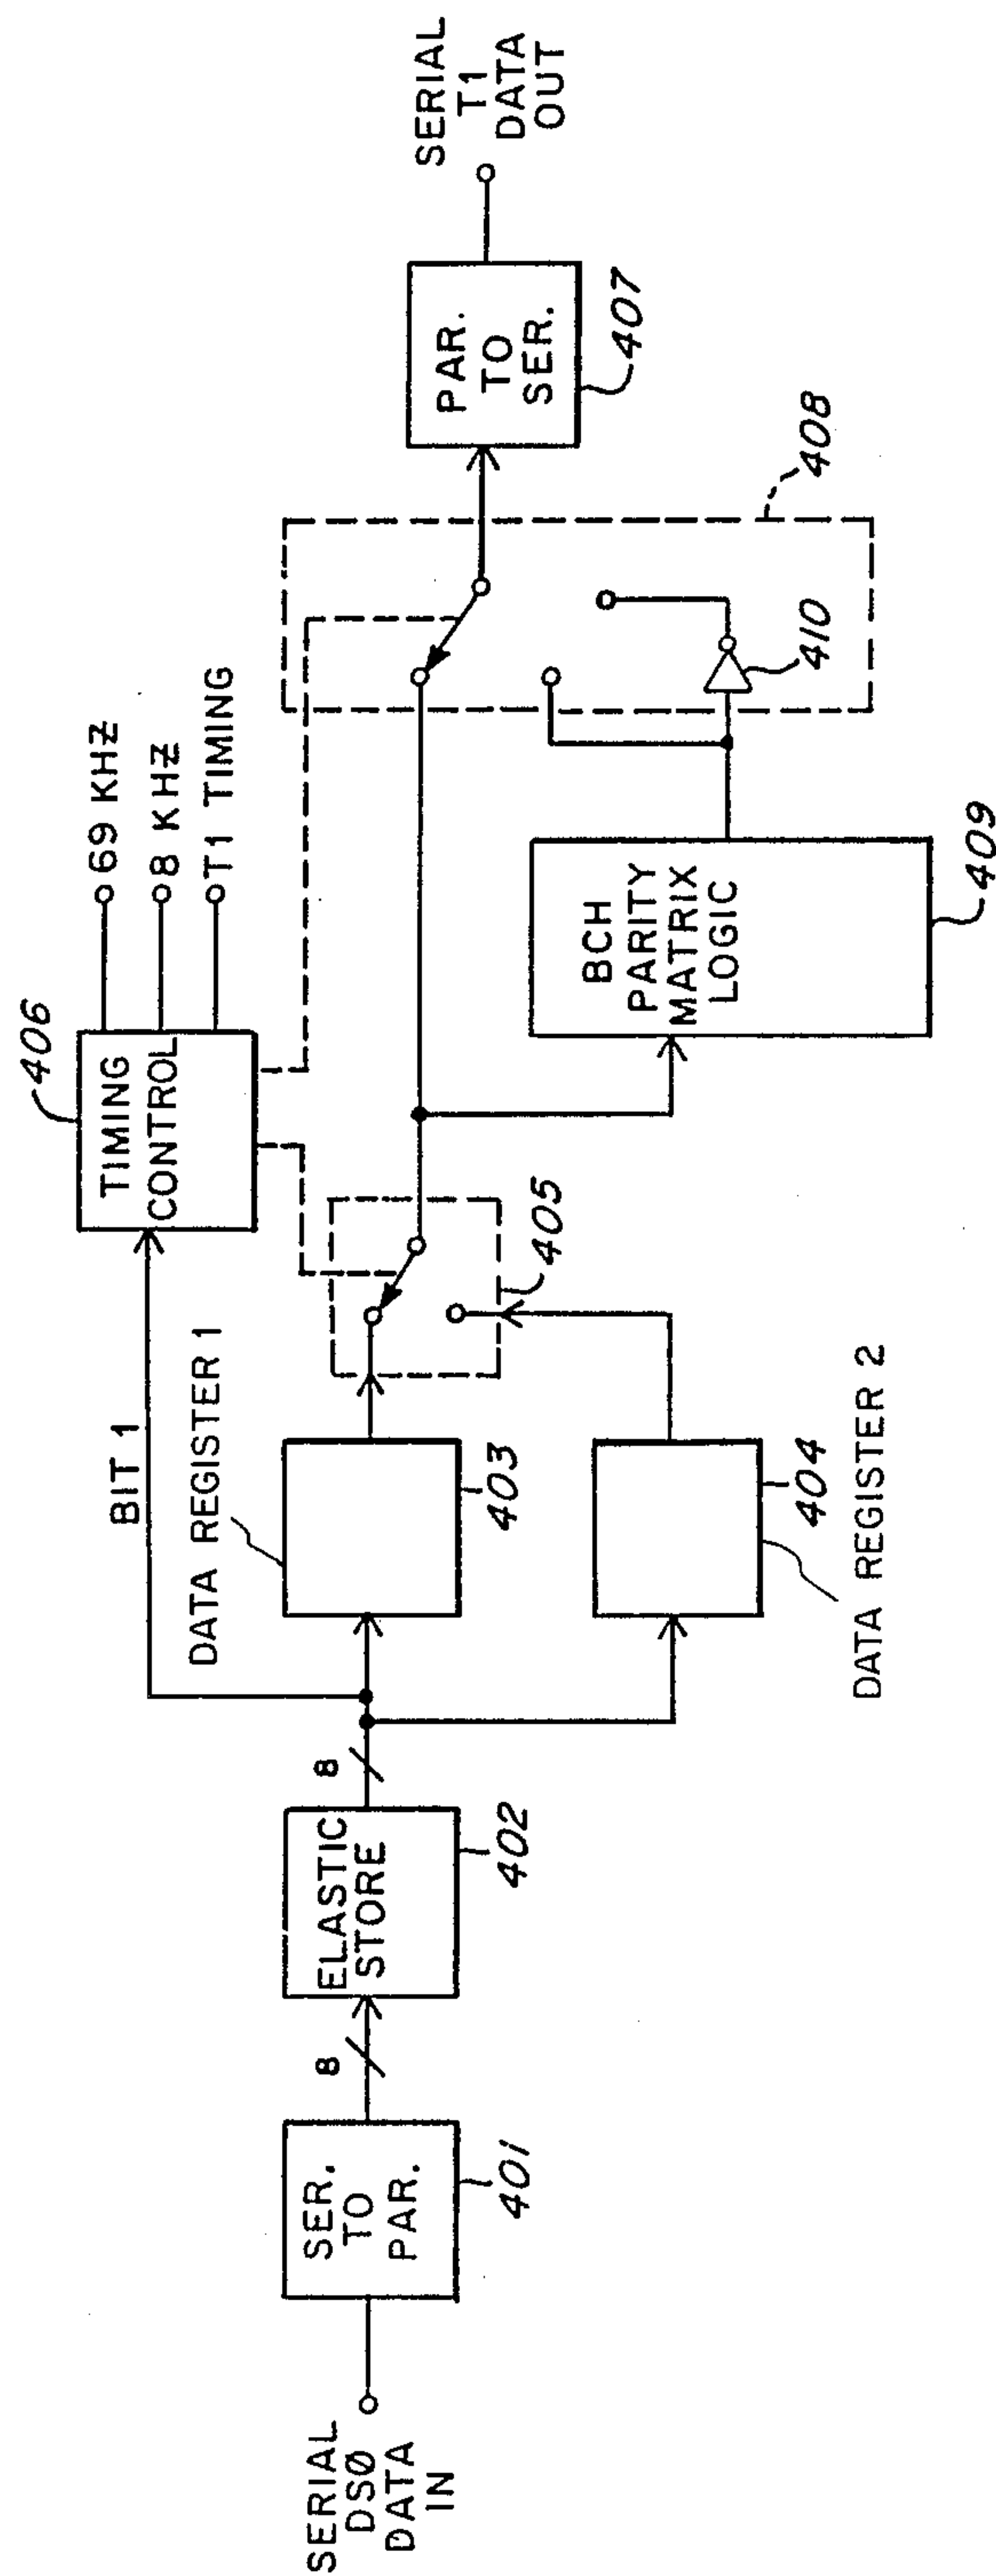 SERIAL
DSØ
DATA
IN
SER.
TO
PAR.
401
8
ELASTIC
STORE
402
8
BIT 1
DATA REGISTER 1
403
404
DATA REGISTER 2
405
406
TIMING
CONTROL
69 KHZ
8 KHZ
T1 TIMING
BCH
PARITY
MATRIX
LOGIC
409
410
408
PAR.
TO
SER.
407
SERIAL
T1
DATA
OUT